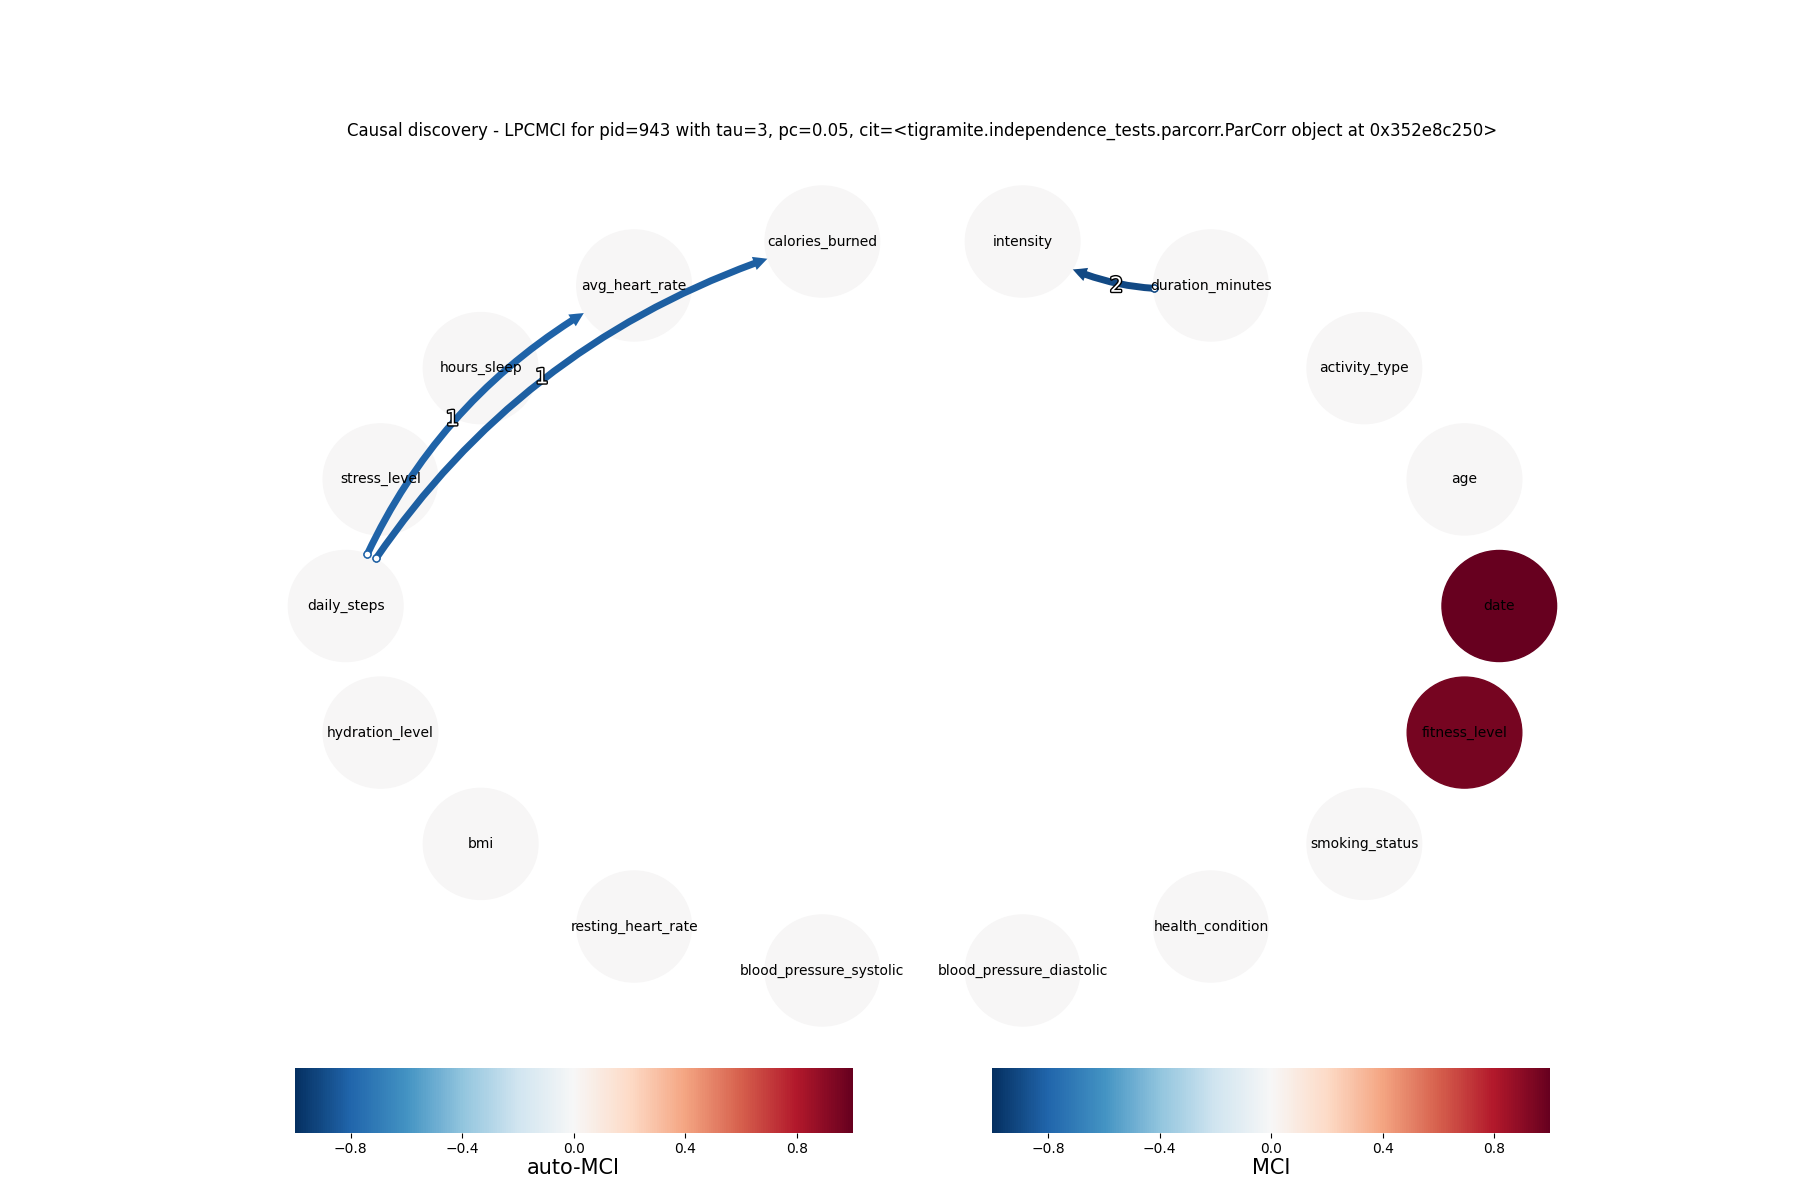 Causal discovery - LPCMCI for pid=943 with tau=3, pc=0.05, cit=<tigramite.independence_tests.parcorr.ParCorr object at 0x352e8c250>
calories_burned
intensity
avg_heart_rate
2
duration_minutes
hours_sleep
1
activity_type
1
stress_level
age
daily_steps
date
hydration_level
fitness_level
bmi
smoking_status
resting_heart_rate
health_condition
blood_pressure_systolic
blood_pressure_diastolic
−0.8 −0.4 0.0 0.4 0.8
auto-MCI
−0.8 −0.4 0.0 0.4 0.8
MCI